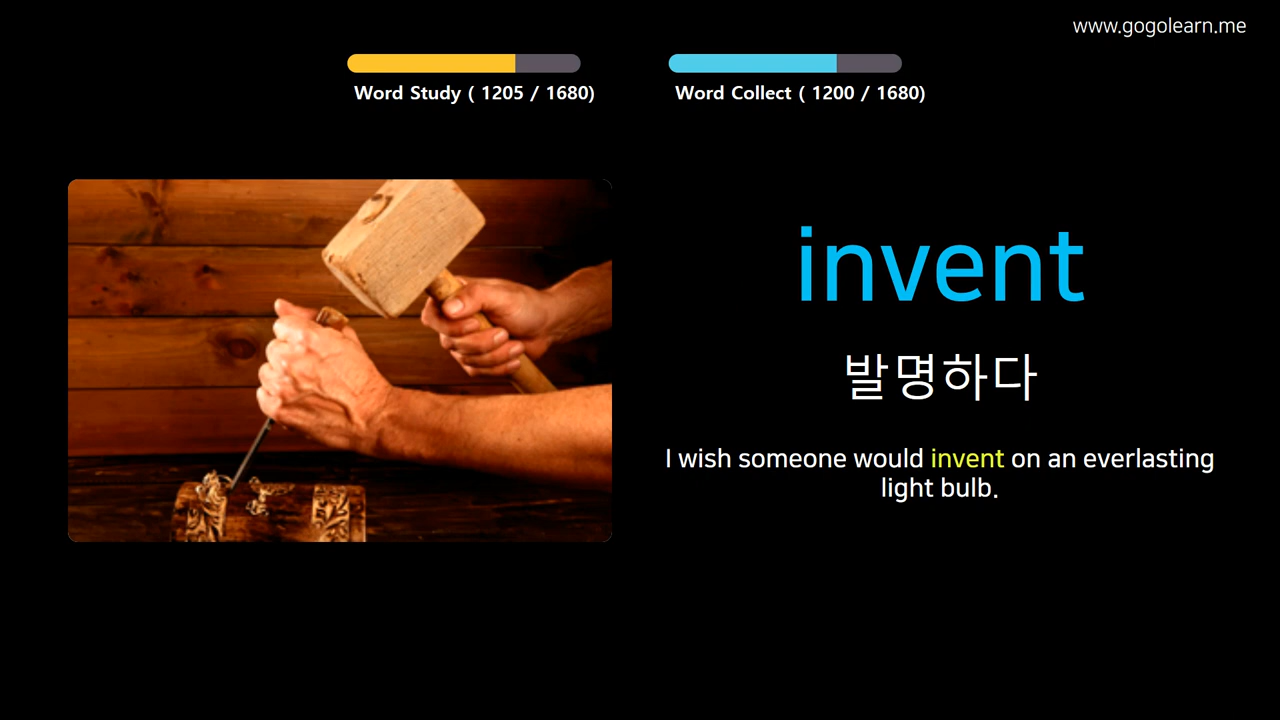 www.gogolearn.me
Word Study ( 1205 / 1680)
Word Collect ( 1200 / 1680)
invent
발명하다
I wish someone would invent on an everlasting
light bulb.